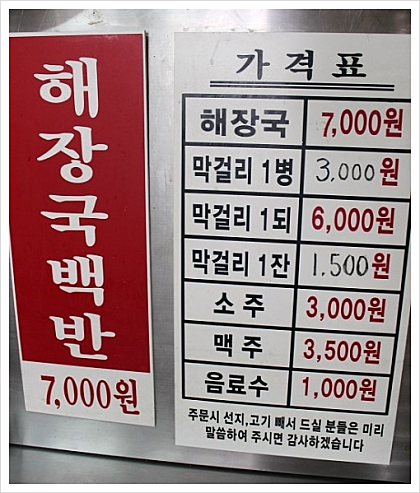 해장국백반
7,000원
가격표
해장국 7,000원
막걸리 1병 3,000원
막걸리 1되 6,000원
막걸리 1잔 1,500원
소주 3,000원
맥주 3,500원
음료수 1,000원
주문시 선지,고기 빼서 드실 분들은 미리
말씀하여 주시면 감사하겠습니다